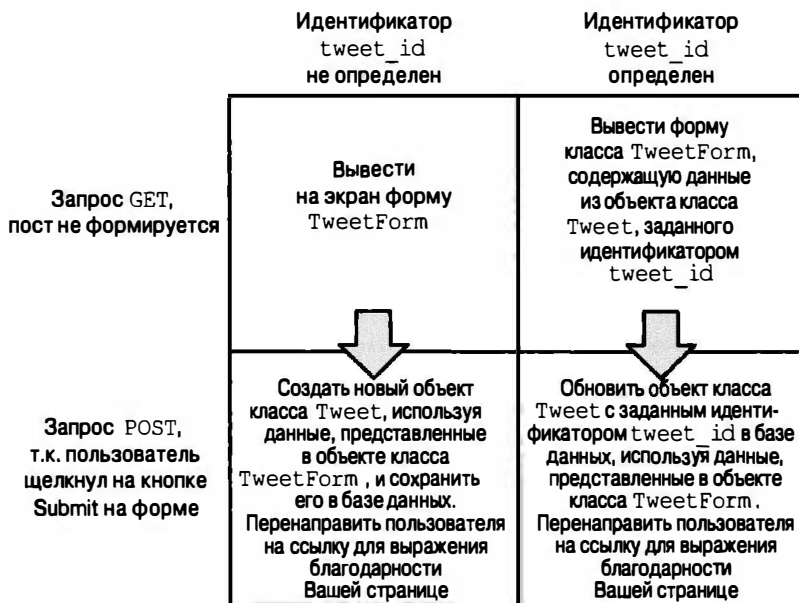 Идентификатор
tweet_id
не определен
Идентификатор
tweet_id
определен
Запрос GET,
пост не формируется
Вывести
на экран форму
TweetForm
Вывести форму
класса TweetForm,
содержащую данные
из объекта класса
Tweet, заданного
идентификатором
tweet_id
Запрос POST,
т.к. пользователь
щелкнул на кнопке
Submit на форме
Создать новый объект
класса Tweet, используя
данные, представленные
в объекте класса
TweetForm , и сохранить
его в базе данных.
Перенаправить пользователя
на ссылку для выражения
благодарности
Вашей странице
Обновить объект класса
Tweet с заданным иденти-
фикатором tweet_id в базе
данных, используя данные,
представленные в объекте
класса TweetForm.
Перенаправить пользователя
на ссылку для выражения
благодарности
Вашей странице